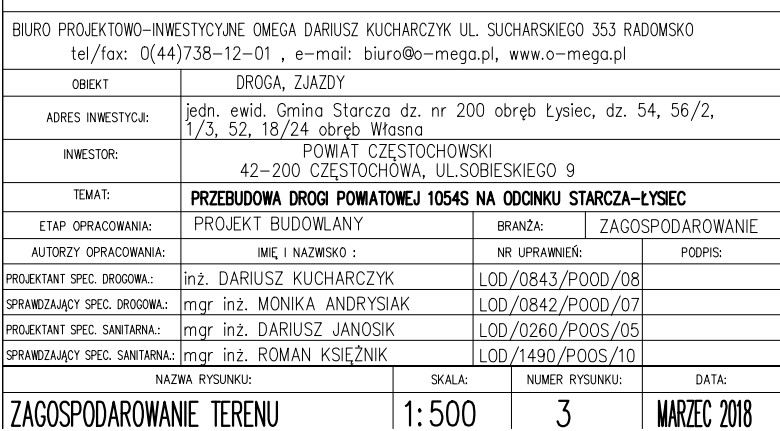 BIURO PROJEKTOWO-INWESTYCYJNE OMEGA DARIUSZ KUCHARCZYK UL. SUCHARSKIEGO 353 RADOMSKO
tel/fax: 0(44)738-12-01 , e-mail: biuro@o-mega.pl, www.o-mega.pl
OBIEKT DROGA, ZJAZDY
ADRES INWESTYCJI: jedn. ewid. Gmina Starcza dz. nr 200 obręb Łysiec, dz. 54, 56/2,
1/3, 52, 18/24 obręb Własna
INWESTOR: POWIAT CZĘSTOCHOWSKI
42-200 CZĘSTOCHOWA, UL.SOBIESKIEGO 9
TEMAT: PRZEBUDOWA DROGI POWIATOWEJ 1054S NA ODCINKU STARCZA-ŁYSIEC
ETAP OPRACOWANIA: PROJEKT BUDOWLANY BRANŻA: ZAGOSPODAROWANIE
AUTORZY OPRACOWANIA: IMIĘ I NAZWISKO : NR UPRAWNIEŃ: PODPIS:
PROJEKTANT SPEC. DROGOWA.: inż. DARIUSZ KUCHARCZYK LOD/0843/POOD/08
SPRAWDZAJĄCY SPEC. DROGOWA.: mgr inż. MONIKA ANDRYSIAK LOD/0842/POOD/07
PROJEKTANT SPEC. SANITARNA.: mgr inż. DARIUSZ JANOSIK LOD/0260/POOS/05
SPRAWDZAJĄCY SPEC. SANITARNA.: mgr inż. ROMAN KSIĘŻNIK LOD/1490/POOS/10
NAZWA RYSUNKU: SKALA: NUMER RYSUNKU: DATA:
ZAGOSPODAROWANIE TERENU 1:500 3 MARZEC 2018